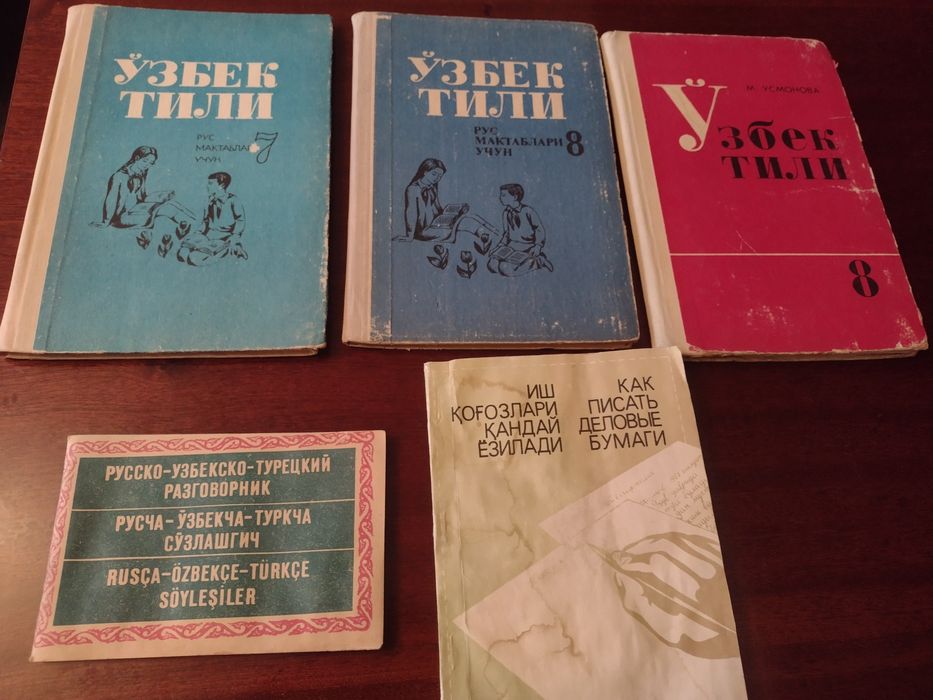 ЎЗБЕК
ТИЛИ
РУС
МАКТАБЛАРИ
УЧУН
7
ЎЗБЕК
ТИЛИ
РУС
МАКТАБЛАРИ
УЧУН
8
М. УСМОНОВА
Ўзбек
ТИЛИ
8
РУССКО-УЗБЕКСКО-ТУРЕЦКИЙ
РАЗГОВОРНИК
РУСЧА-ЎЗБЕКЧА-ТУРКЧА
СЎЗЛАШГИЧ
RUSÇA-ÖZBEKÇE-TÜRKÇE
SÖYLEŞİLER
ИШ
ҚОҒОЗЛАРИ
ҚАНДАЙ
ЁЗИЛАДИ
КАК
ПИСАТЬ
ДЕЛОВЫЕ
БУМАГИ